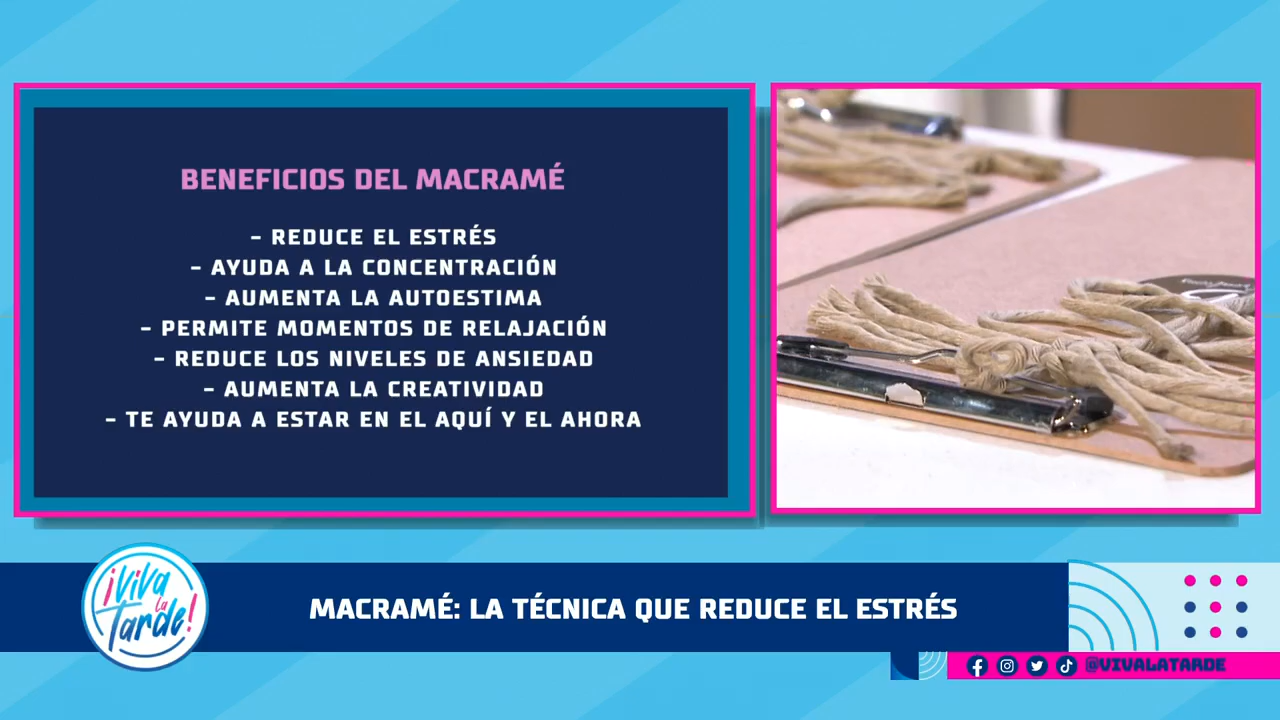 BENEFICIOS DEL MACRAMÉ
- REDUCE EL ESTRÉS
- AYUDA A LA CONCENTRACIÓN
- AUMENTA LA AUTOESTIMA
- PERMITE MOMENTOS DE RELAJACIÓN
- REDUCE LOS NIVELES DE ANSIEDAD
- AUMENTA LA CREATIVIDAD
- TE AYUDA A ESTAR EN EL AQUÍ Y EL AHORA
¡Viva
la
Tarde!
MACRAMÉ: LA TÉCNICA QUE REDUCE EL ESTRÉS
@VIVALATARDE